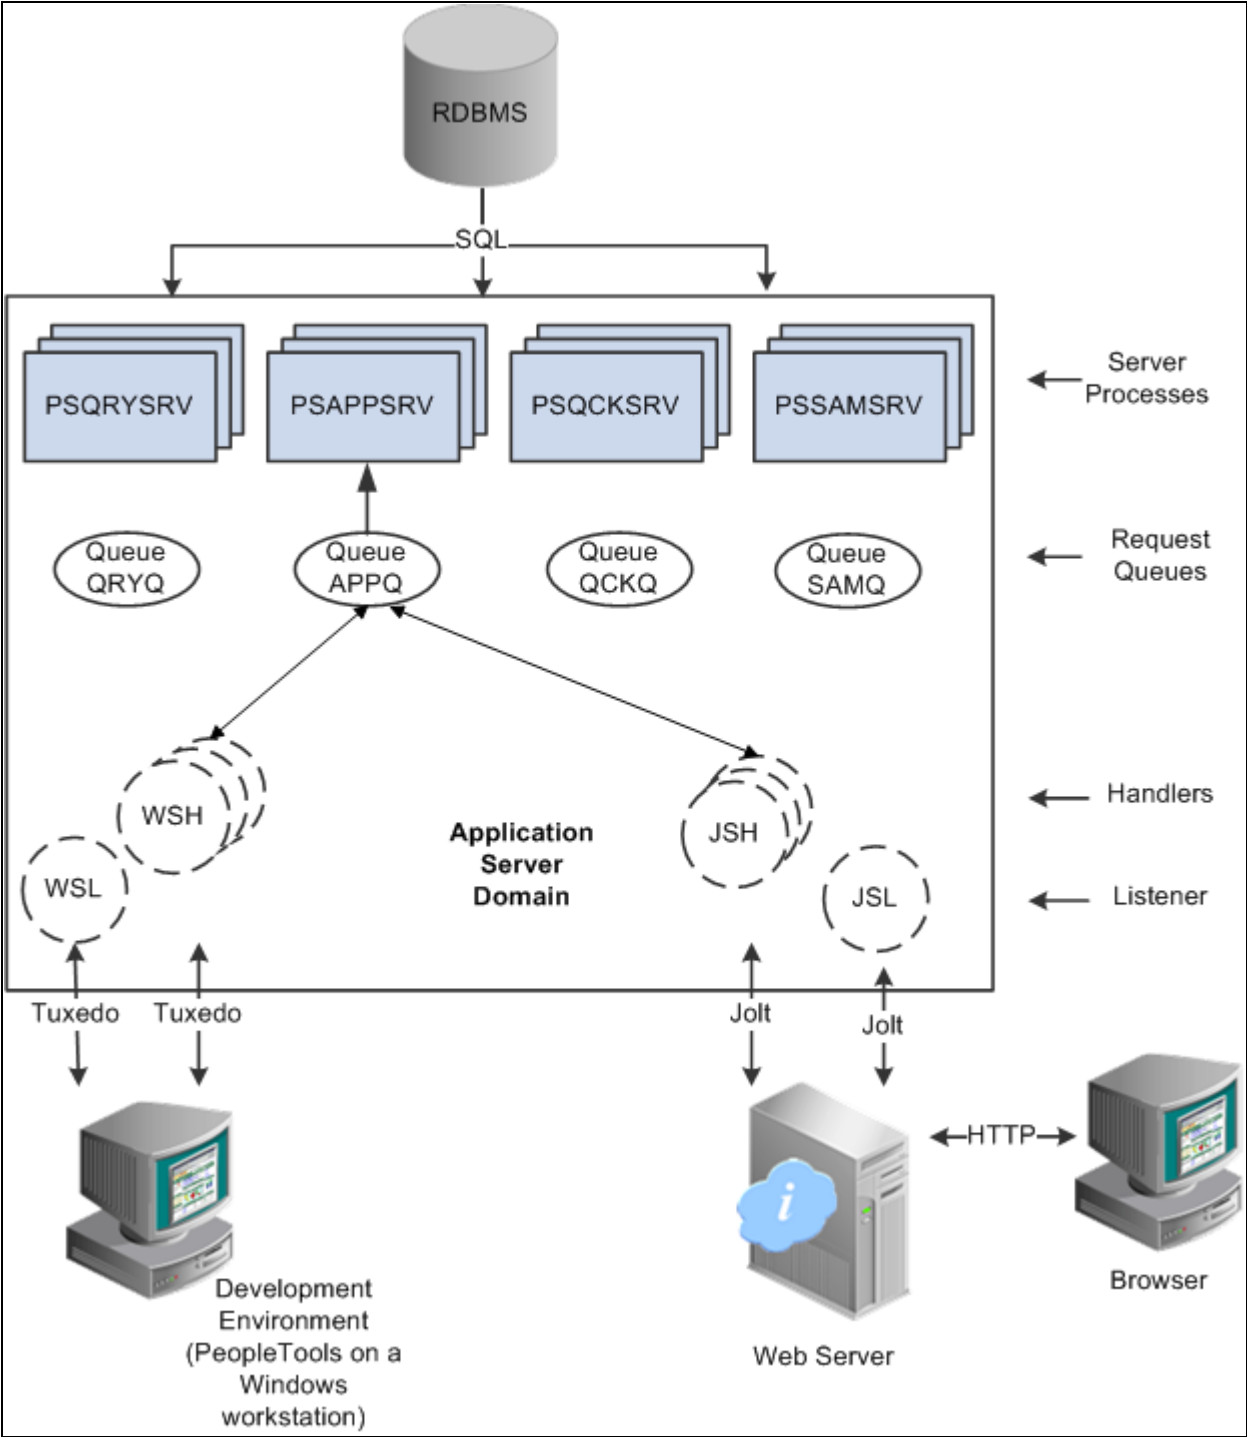 RDBMS
SQL
PSQRYSRV
PSAPPSRV
PSQCKSRV
PSSAMSRV
Server
Processes
Queue
QRYQ
Queue
APPQ
Queue
QCKQ
Queue
SAMQ
Request
Queues
WSH
JSH
Handlers
Application
Server
Domain
WSL
JSL
Listener
Tuxedo
Tuxedo
Jolt
Jolt
HTTP
Development
Environment
(PeopleTools on a
Windows
workstation)
i
Web Server
Browser